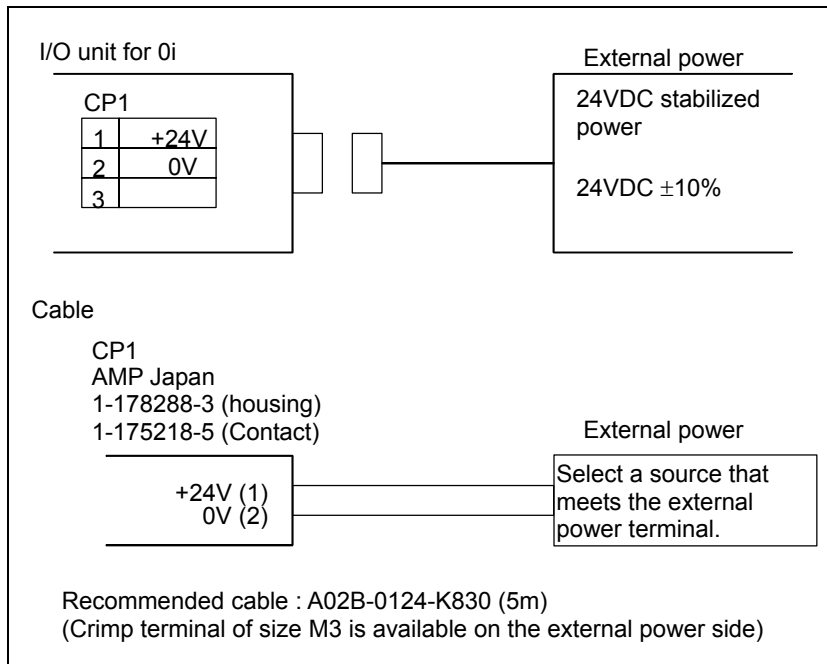 I/O unit for 0i
External power
CP1
1 +24V
2 0V
3
24VDC stabilized
power
24VDC ±10%
Cable
CP1
AMP Japan
1-178288-3 (housing)
1-175218-5 (Contact)
External power
+24V (1)
0V (2)
Select a source that
meets the external
power terminal.
Recommended cable : A02B-0124-K830 (5m)
(Crimp terminal of size M3 is available on the external power side)